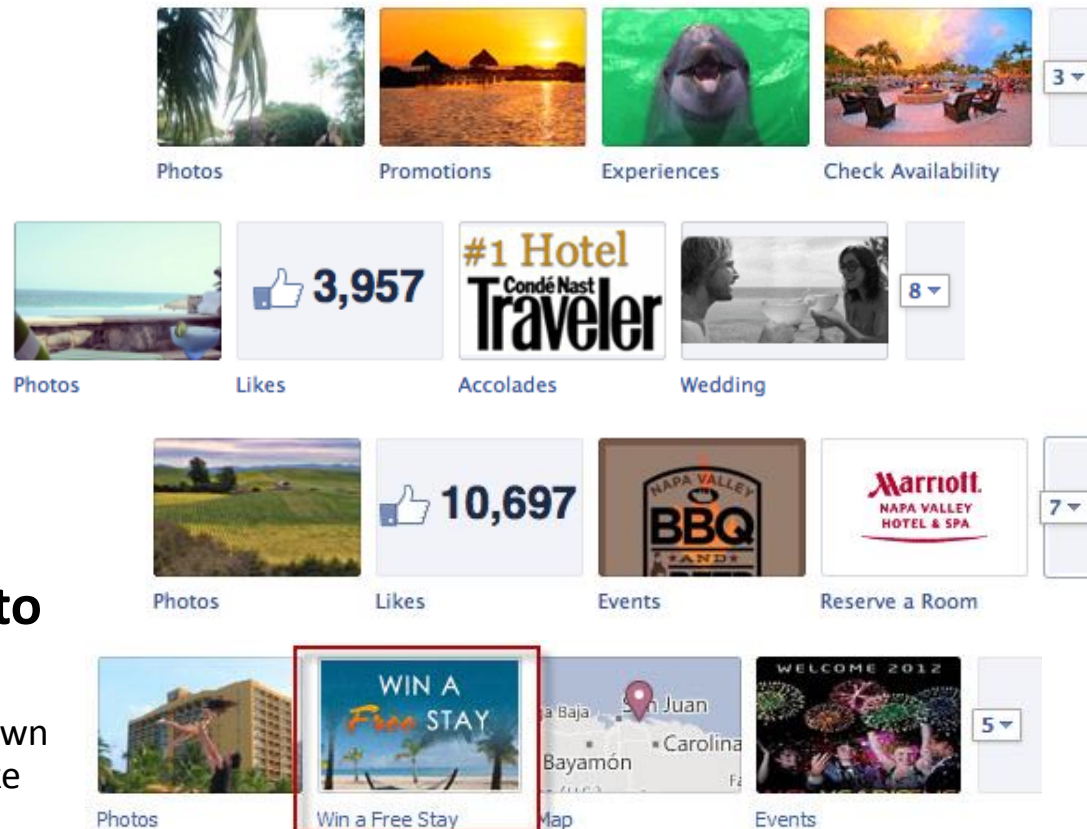 3
Photos Promotions Experiences Check Availability
3,957
#1 Hotel
Condé Nast
Traveler
8
Photos Likes Accolades Wedding
10,697
NAPA VALLEY
BBQ
AND
Marriott
NAPA VALLEY
HOTEL & SPA
7
Photos Likes Events Reserve a Room
to
WIN A
Free STAY
a Baja San Juan
Carolina
Bayamón
WELCOME 2012
5
wn
Photos Win a Free Stay Map Events